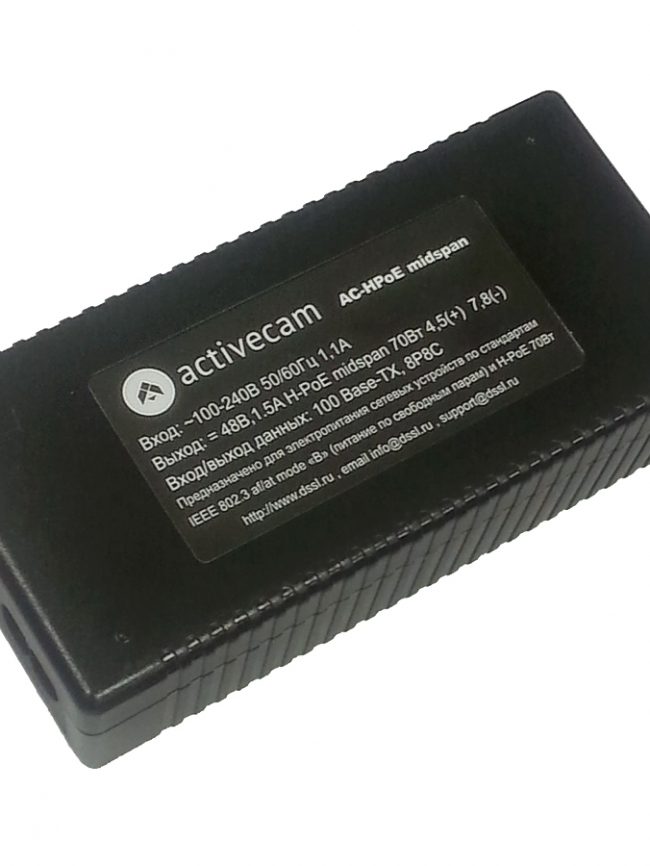 activecam AC-HPoE midspan
Вход: ~100-240В 50/60Гц 1,1А
Выход: = 48В,1.5А H-PoE midspan 70Вт 4,5(+) 7,8(-)
Вход/выход данных: 100 Base-TX, 8P8C
Предназначено для электропитания сетевых устройств по стандартам
IEEE 802.3 af/at mode «B» (питание по свободным парам) и H-PoE 70Вт
http://www.dssl.ru , email info@dssl.ru , support@dssl.ru